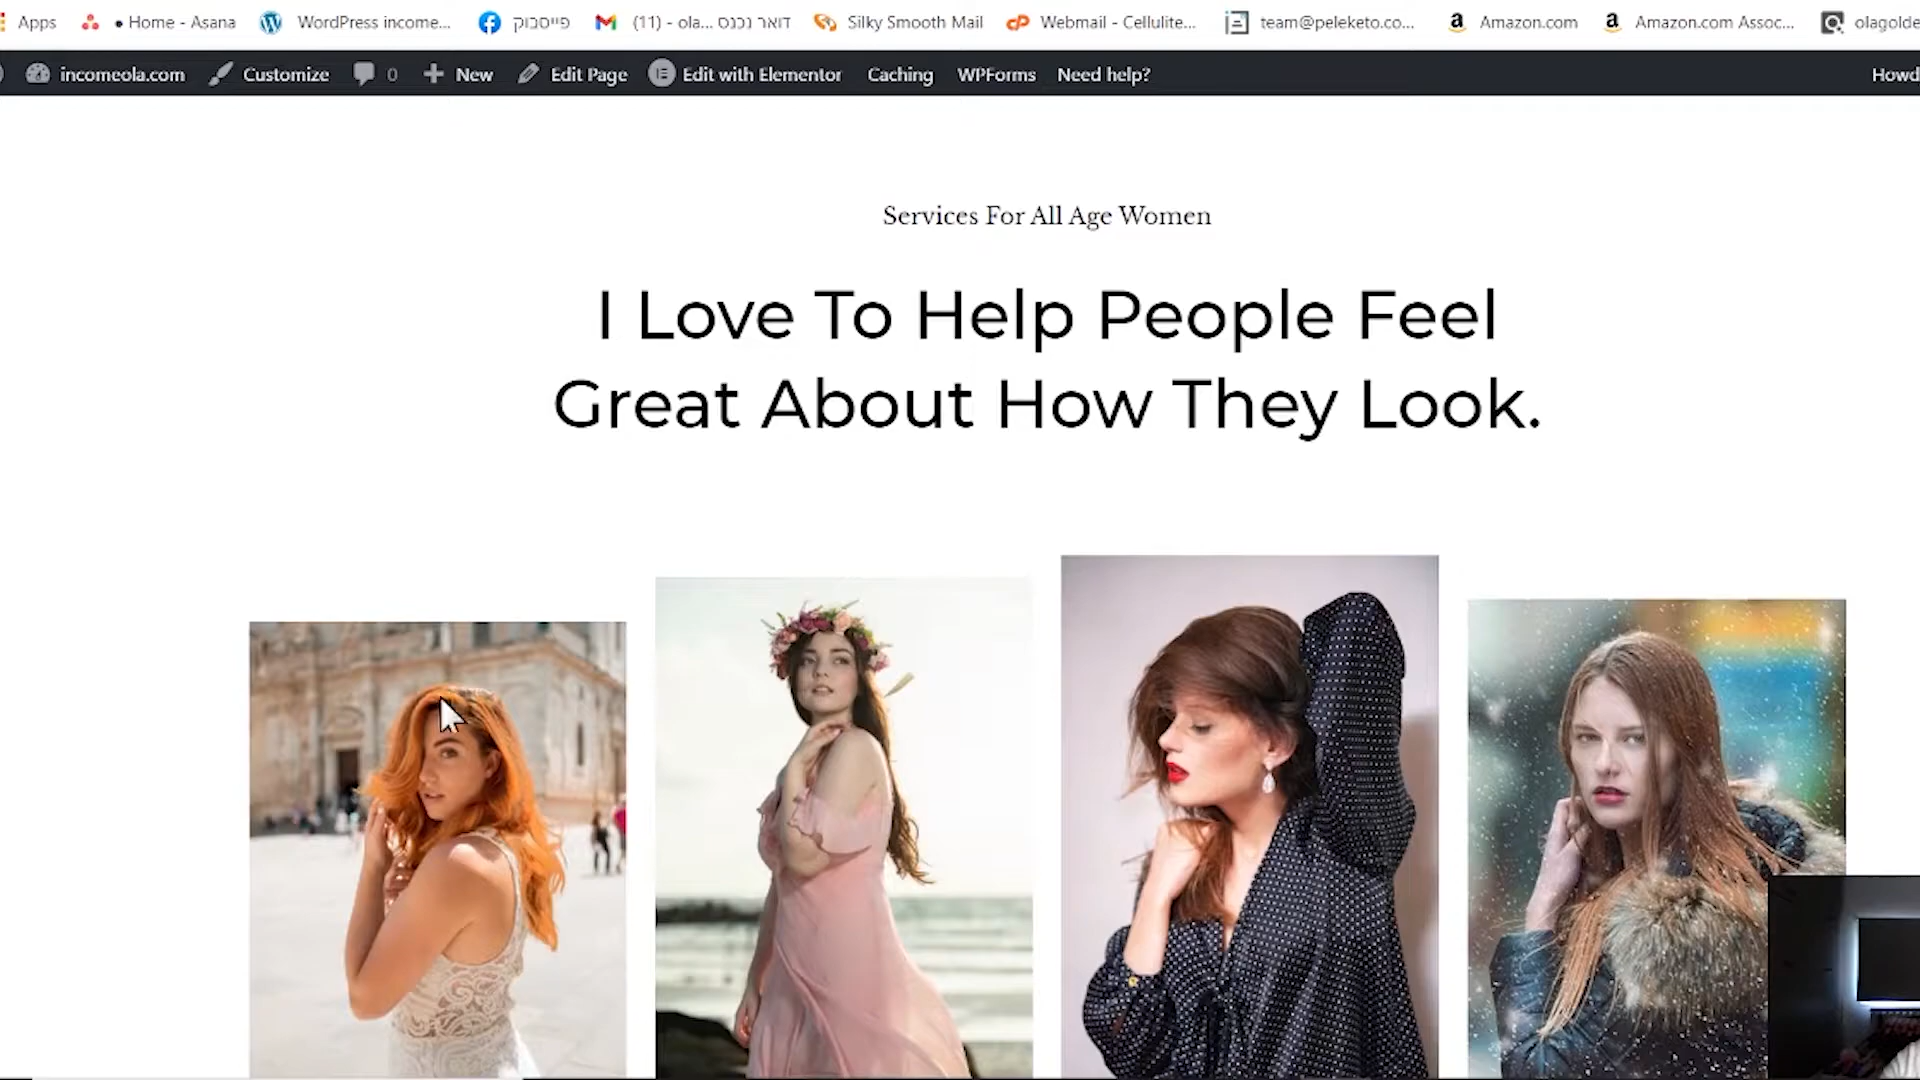 Apps • Home - Asana WordPress income... פייסבוק (11) - ola... דואר נכנס Silky Smooth Mail Webmail - Cellulite... team@peleketo.co... Amazon.com Amazon.com Assoc... olagolde
incomeola.com Customize 0 New Edit Page Edit with Elementor Caching WPForms Need help? Howd
Services For All Age Women
I Love To Help People Feel
Great About How They Look.